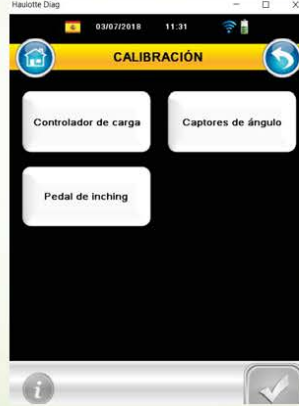 Haulotte Diag
03/07/2018 11:31
CALIBRACIÓN
Controlador de carga
Captores de ángulo
Pedal de inching
i